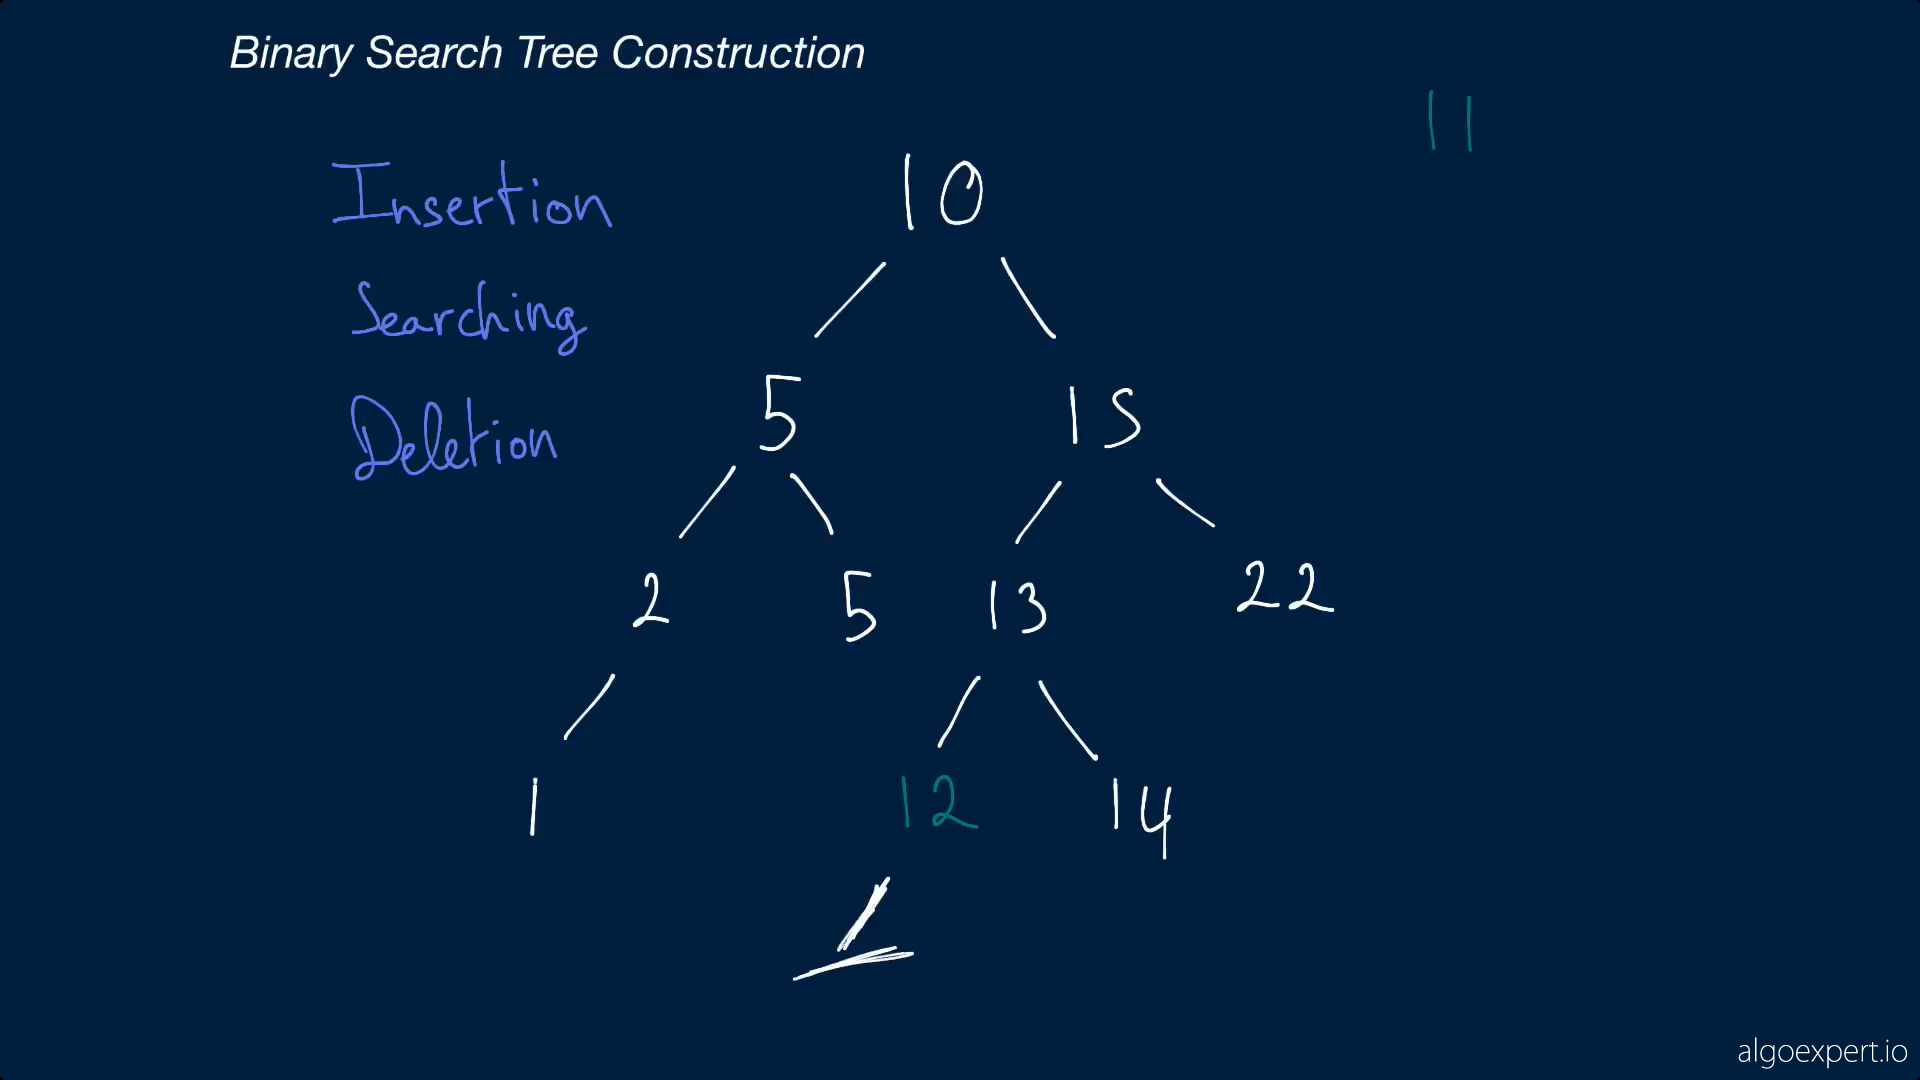 Binary Search Tree Construction
11
Insertion
10
Searching
5 15
Deletion
2 5 13 22
1 12 14
algoexpert.io